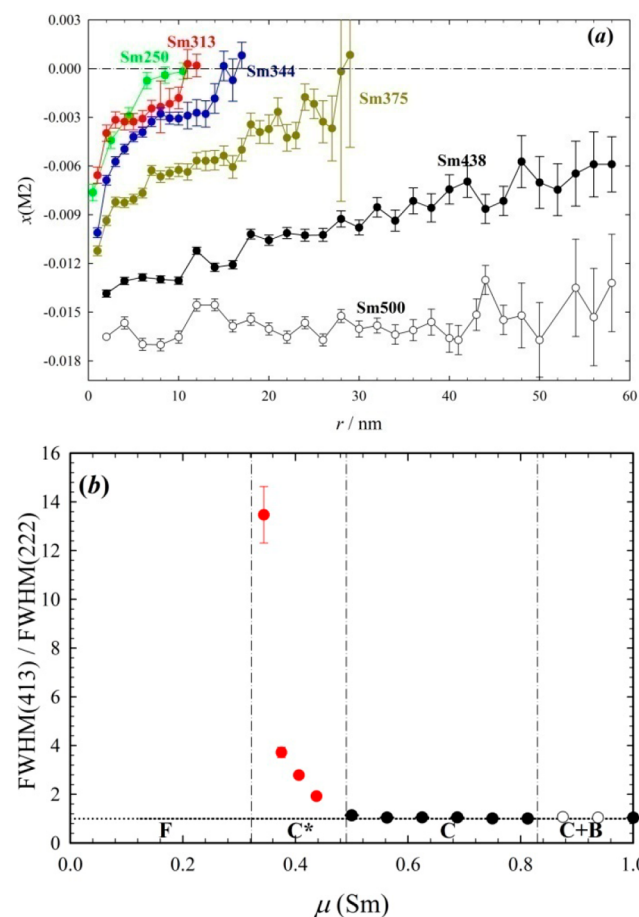 (a)
Sm313
Sm250
Sm344
Sm375
Sm438
Sm500
0.000
-0.003
-0.006
-0.009
-0.012
-0.015
-0.018
x(M2)
0 10 20 30 40 50 60
r / nm
(b)
16
14
12
10
8
6
4
2
0
FWHM(413) / FWHM(222)
F C* C C+B
0.0 0.2 0.4 0.6 0.8 1.0
μ (Sm)